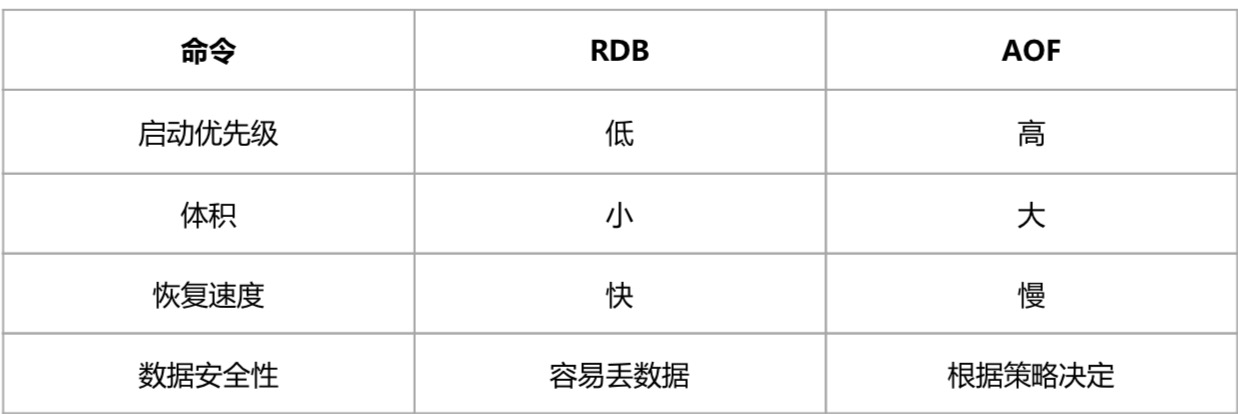 命令 RDB AOF
启动优先级 低 高
体积 小 大
恢复速度 快 慢
数据安全性 容易丢数据 根据策略决定